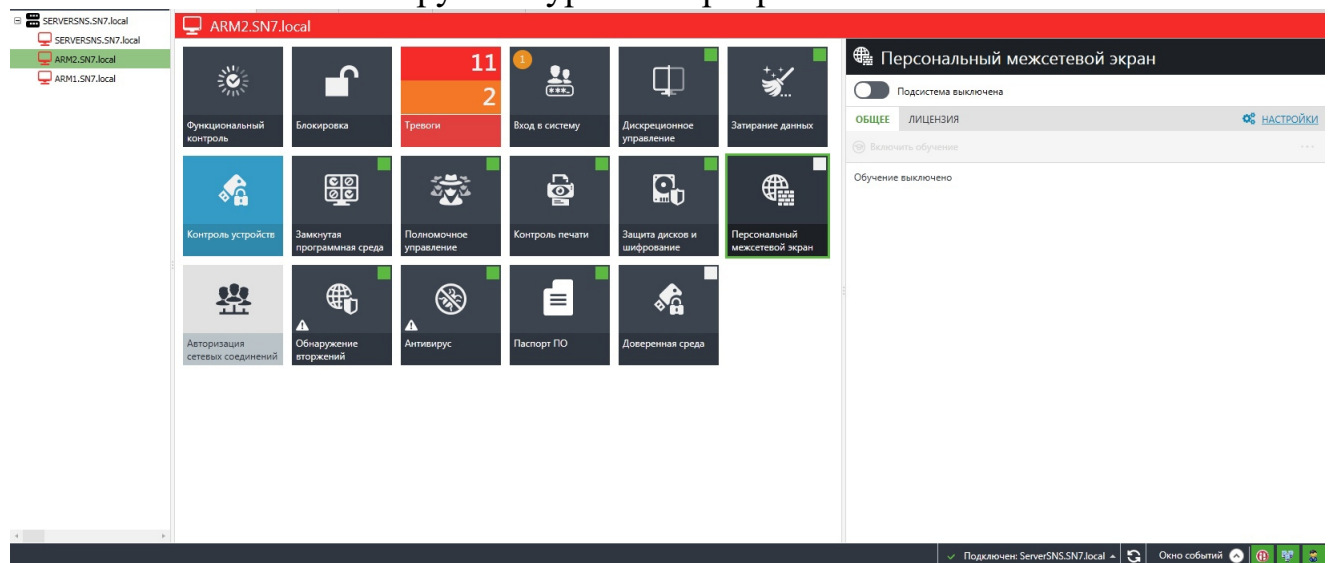 SERVERSNS.SN7.local
SERVERSNS.SN7.local
ARM2.SN7.local
ARM1.SN7.local
ARM2.SN7.local
Функциональный
контроль
Блокировка
11
2
Тревоги
1
Вход в систему
Дискреционное
управление
Затирание данных
Контроль устройств
Замкнутая
программная среда
Полномочное
управление
Контроль печати
Защита дисков и
шифрование
Персональный
межсетевой экран
Авторизация
сетевых соединений
Обнаружение
вторжений
Антивирус
Паспорт ПО
Доверенная среда
Персональный межсетевой экран
Подсистема выключена
ОБЩЕЕ ЛИЦЕНЗИЯ НАСТРОЙКИ
Включить обучение
Обучение выключено
Подключен: ServerSNS.SN7.local Окно событий